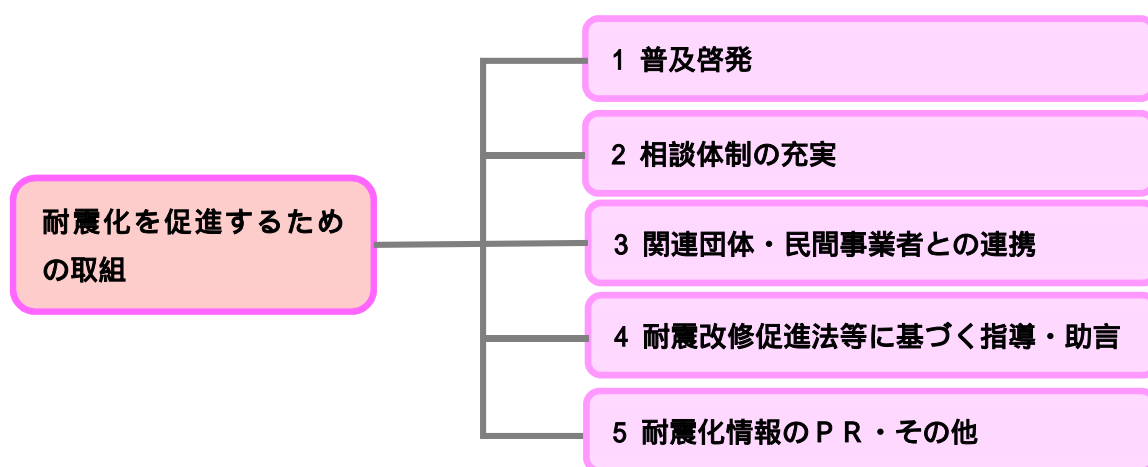 耐震化を促進するため
の取組
1 普及啓発
2 相談体制の充実
3 関連団体・民間事業者との連携
4 耐震改修促進法等に基づく指導・助言
5 耐震化情報のＰＲ・その他